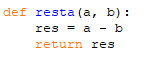 def resta(a, b):
    res = a - b
    return res